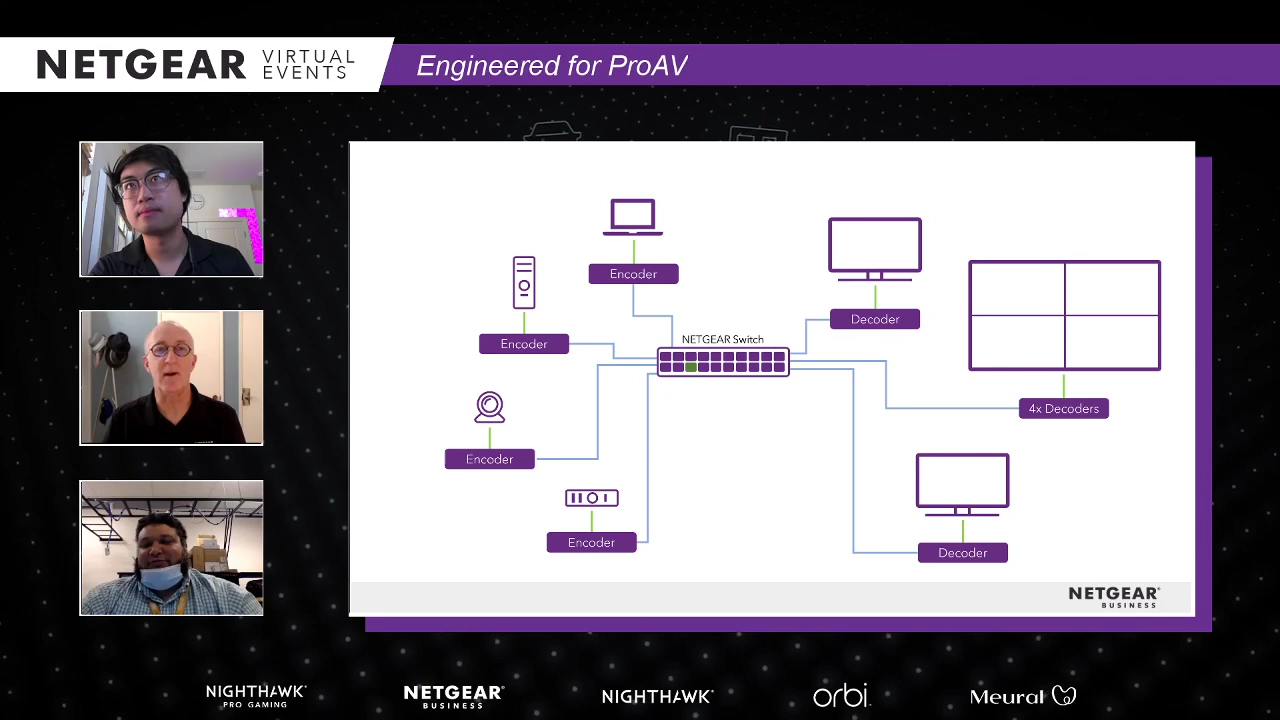 NETGEAR VIRTUAL EVENTS
Engineered for ProAV
Encoder
Encoder
Encoder
Encoder
NETGEAR Switch
Decoder
4x Decoders
Decoder
NETGEAR®
BUSINESS
NIGHTHAWK®
PRO GAMING
NETGEAR®
BUSINESS
NIGHTHAWK®
orbi
Meural